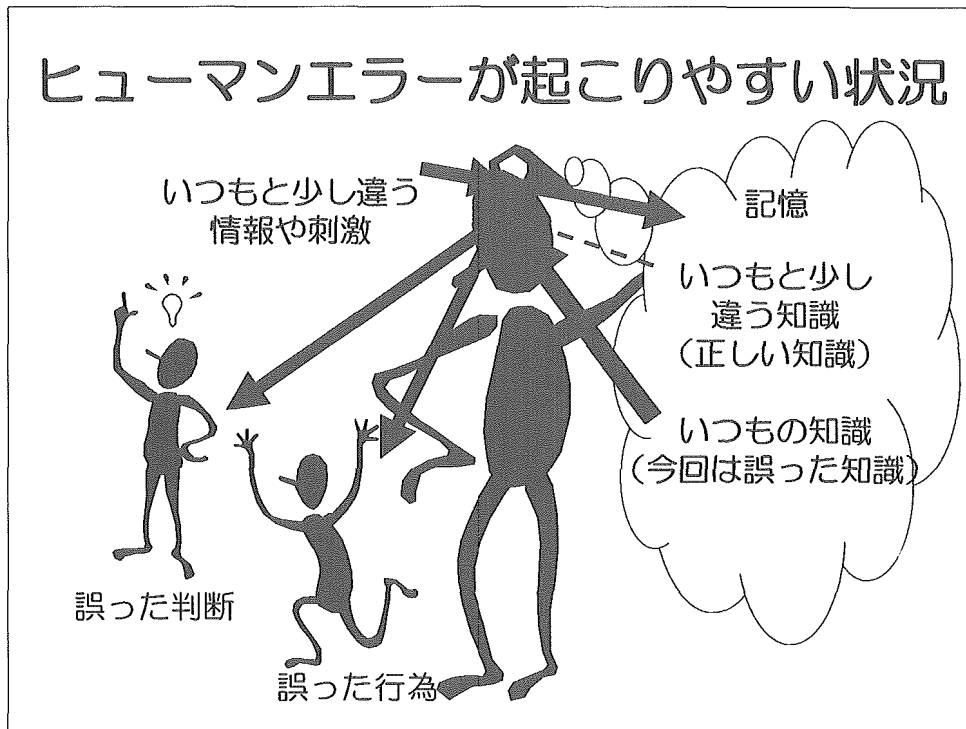 ヒューマンエラーが起こりやすい状況
いつもと少し違う
情報や刺激
記憶
いつもと少し
違う知識
（正しい知識）
いつもの知識
（今回は誤った知識）
誤った判断
誤った行為